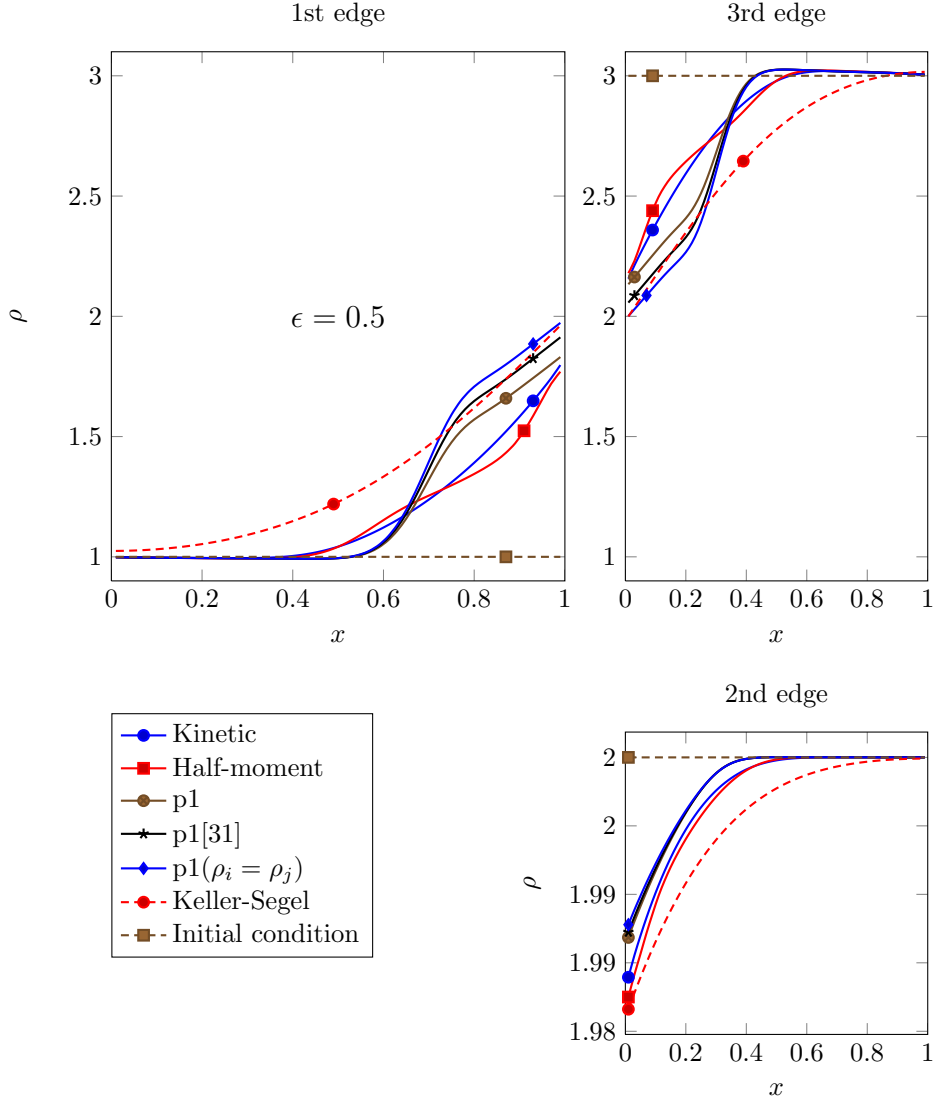 1st edge
3rd edge
3
2.5
2
1.5
1
ρ
ϵ = 0.5
0
0.2
0.4
0.6
0.8
1
x
3
2.5
2
1.5
1
0
0.2
0.4
0.6
0.8
1
x
2nd edge
Kinetic
Half-moment
p1
p1[31]
p1(ρi = ρj)
Keller-Segel
Initial condition
2
2
1.99
1.99
1.98
ρ
0
0.2
0.4
0.6
0.8
1
x